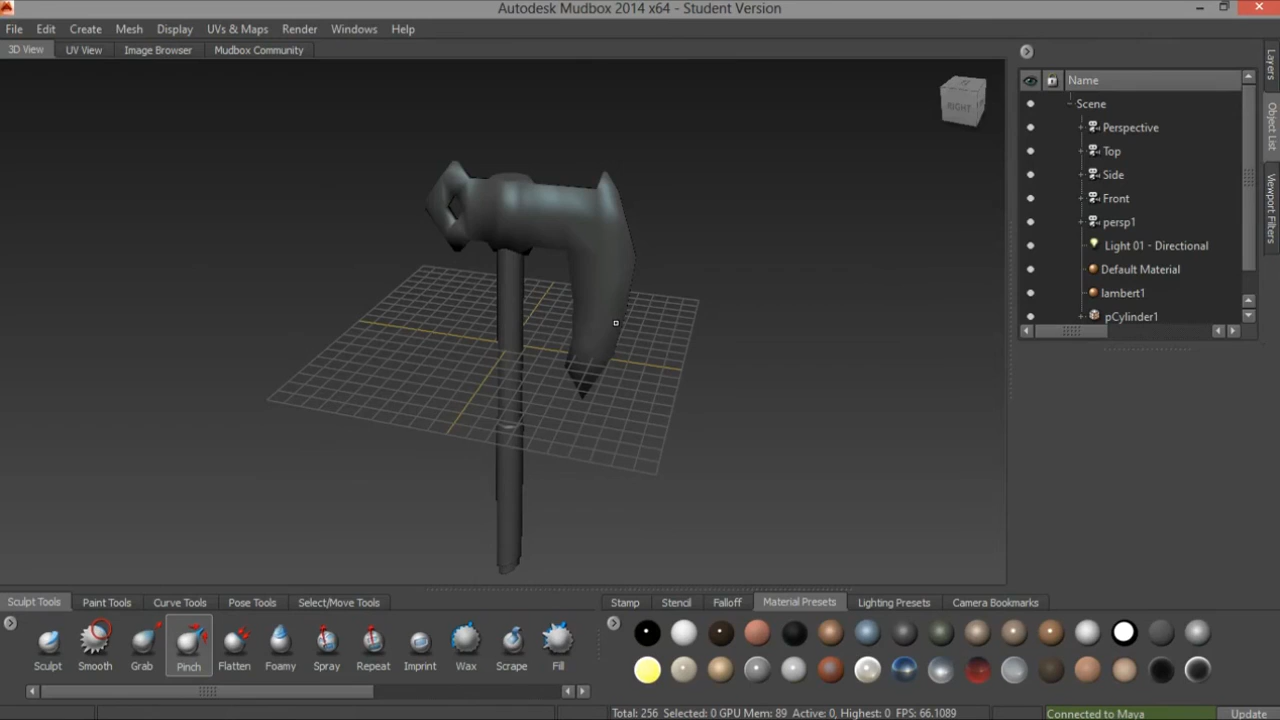 Autodesk Mudbox 2014 x64 - Student Version
File Edit Create Mesh Display UVs & Maps Render Windows Help
3D View UV View Image Browser Mudbox Community
RIGHT
Name
Scene
Perspective
Top
Side
Front
persp1
Light 01 - Directional
Default Material
lambert1
pCylinder1
Layers
Object List
Viewport Filters
Sculpt Tools Paint Tools Curve Tools Pose Tools Select/Move Tools
Stamp Stencil Falloff Material Presets Lighting Presets Camera Bookmarks
Sculpt Smooth Grab Pinch Flatten Foamy Spray Repeat Imprint Wax Scrape Fill
Total: 256 Selected: 0 GPU Mem: 89 Active: 0, Highest: 0 FPS: 66.1089
Connected to Maya
Update